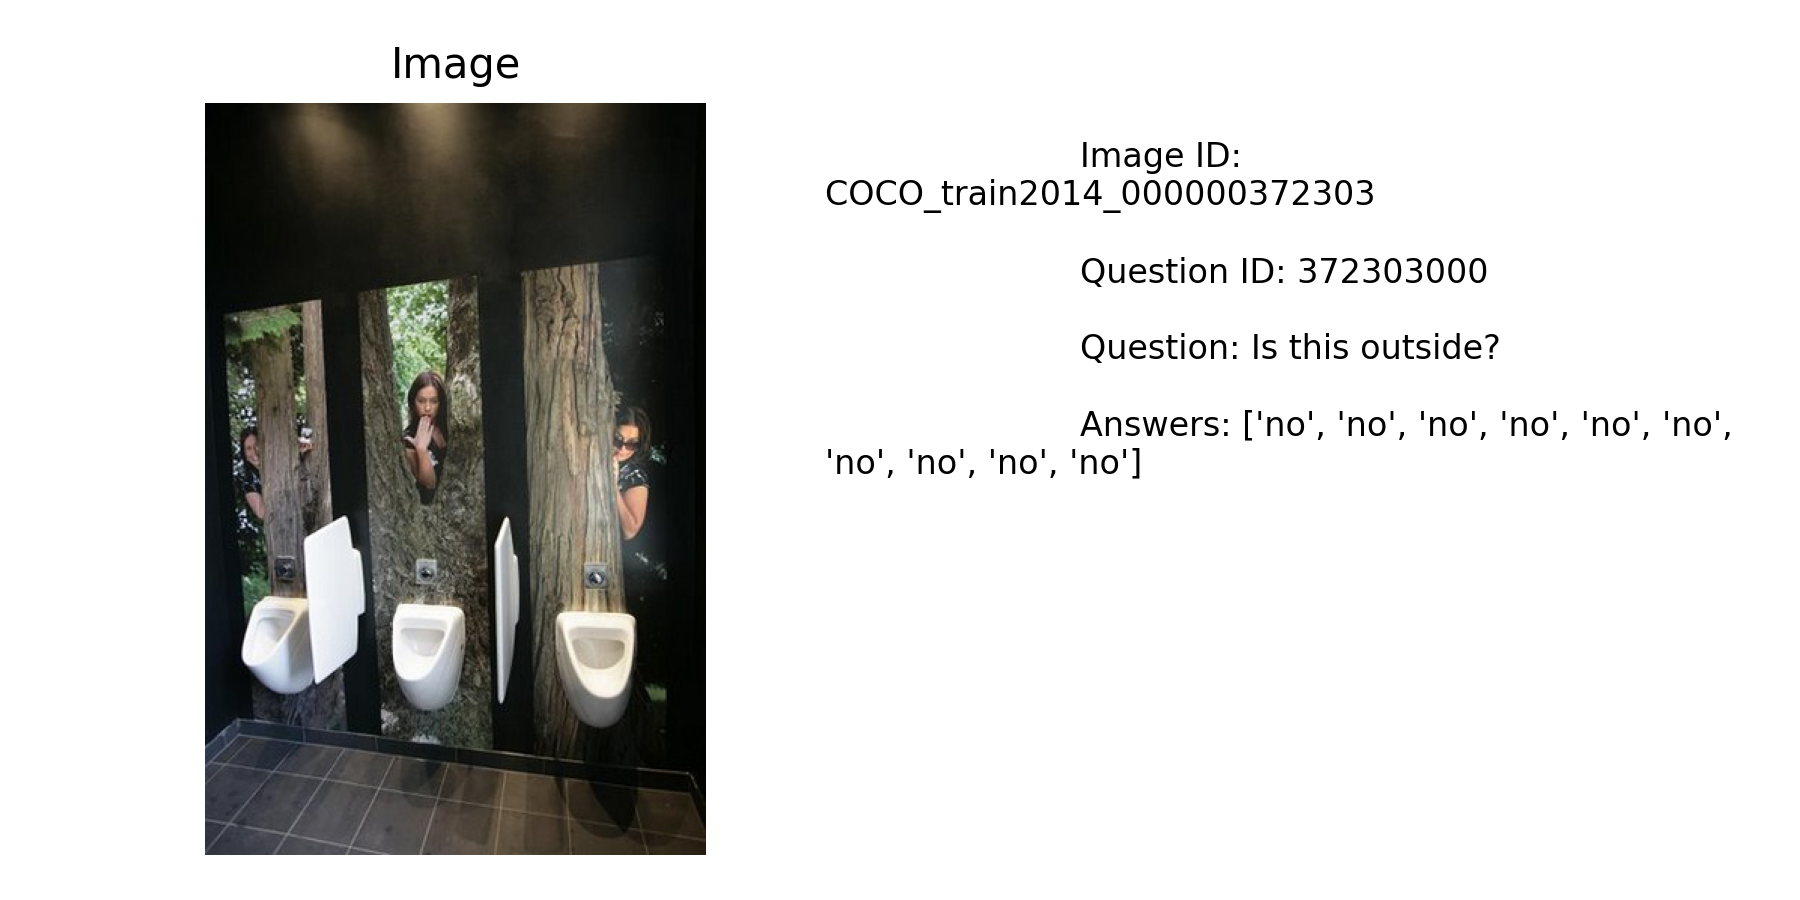 Image
Image ID:
COCO_train2014_000000372303
Question ID: 372303000
Question: Is this outside?
Answers: ['no', 'no', 'no', 'no', 'no', 'no',
'no', 'no', 'no', 'no']